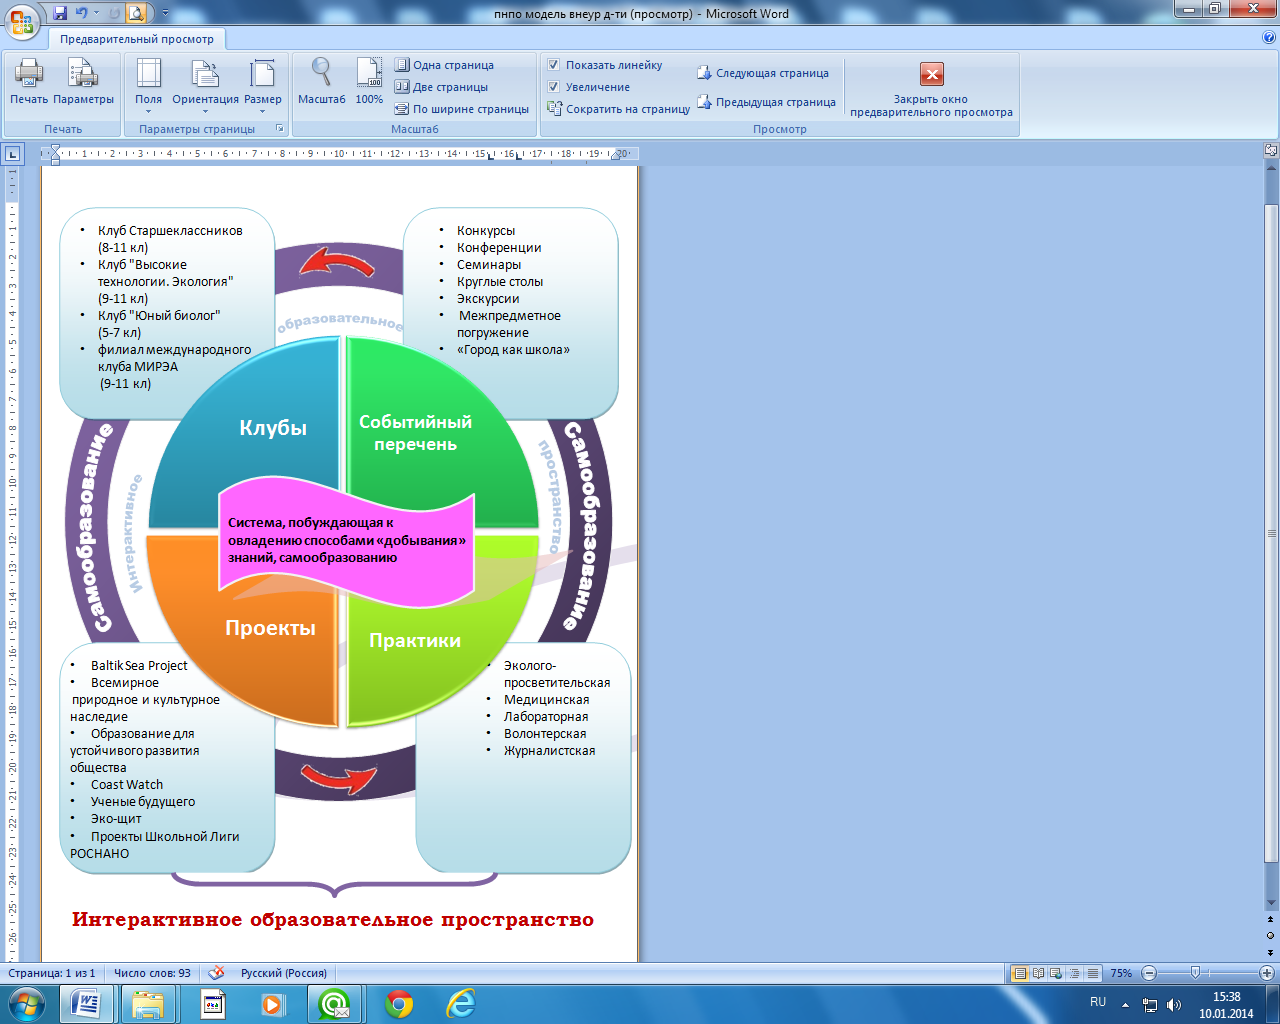 пнпо модель внеур д-ти (просмотр) - Microsoft Word
Предварительный просмотр
Печать
Параметры
Поля
Ориентация
Размер
Масштаб
100%
Одна страница
Две страницы
По ширине страницы
Показать линейку
Увеличение
Сократить на страницу
Следующая страница
Предыдущая страница
Закрыть окно
предварительного просмотра
Печать
Параметры страницы
Масштаб
Просмотр
• Клуб Старшеклассников
(8-11 кл)
• Клуб "Высокие
технологии. Экология"
(9-11 кл)
• Клуб "Юный биолог"
(5-7 кл)
• филиал международного
клуба МИРЭА
(9-11 кл)
• Конкурсы
• Конференции
• Семинары
• Круглые столы
• Экскурсии
• Межпредметное
погружение
• «Город как школа»
Самообразование
Интерактивное
образовательное
пространство
Самообразование
Клубы
Событийный
перечень
Система, побуждающая к
овладению способами «добывания»
знаний, самообразованию
Проекты
Практики
• Baltik Sea Project
• Всемирное
природное и культурное
наследие
• Образование для
устойчивого развития
общества
• Coast Watch
• Ученые будущего
• Эко-щит
• Проекты Школьной Лиги
РОСНАНО
• Эколого-
просветительская
• Медицинская
• Лабораторная
• Волонтерская
• Журналистская
Интерактивное образовательное пространство
Страница: 1 из 1
Число слов: 93
Русский (Россия)
75%
RU
15:38
10.01.2014